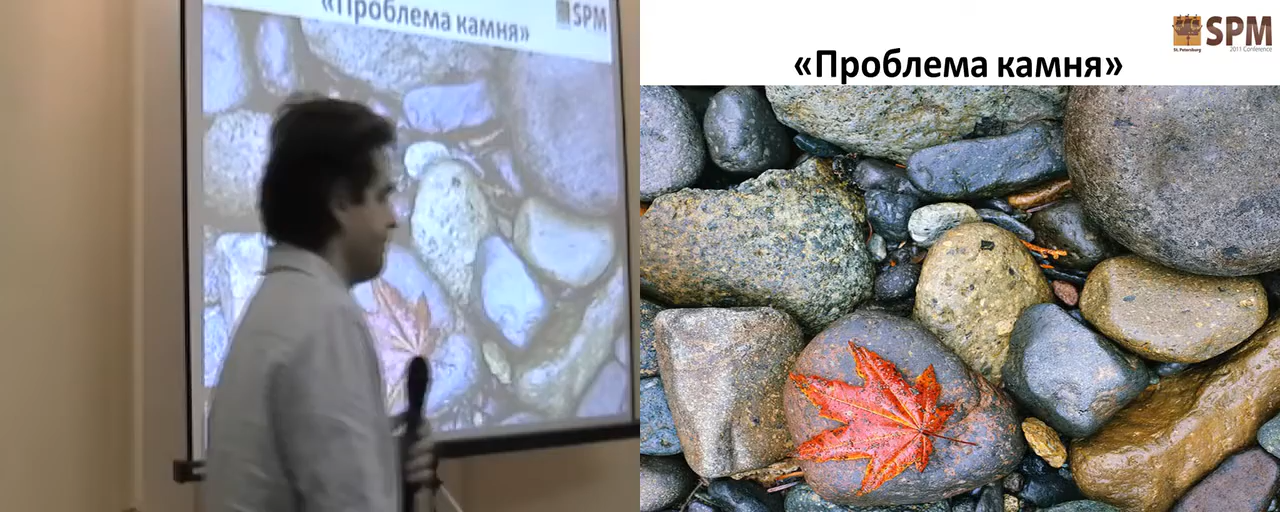 «Проблема камня»
SPM
SPM
St. Petersburg
2011 Conference
«Проблема камня»